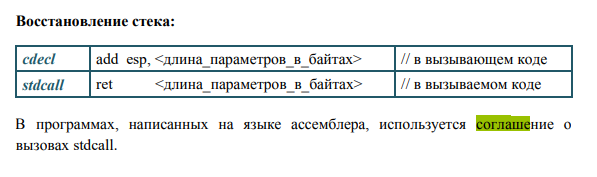 Восстановление стека:
cdecl add esp, <длина_параметров_в_байтах> // в вызывающем коде
stdcall ret <длина_параметров_в_байтах> // в вызываемом коде
В программах, написанных на языке ассемблера, используется соглашение о
вызовах stdcall.